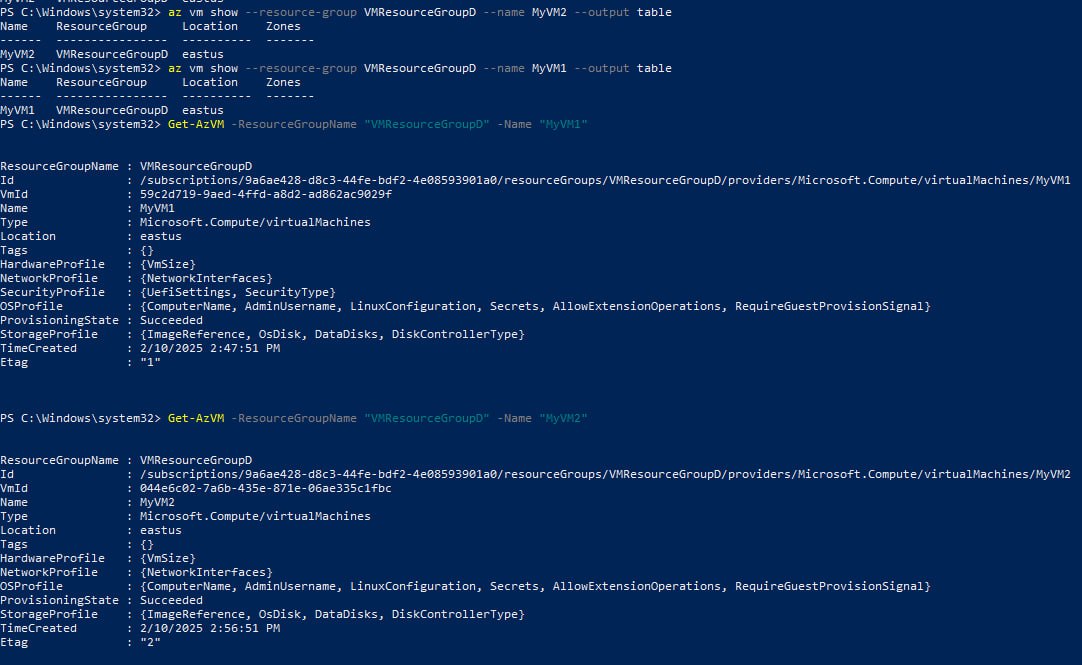 PS C:\Windows\system32> az vm show --resource-group VMResourceGroupD --name MyVM2 --output table
Name    ResourceGroup     Location    Zones
------  ----------------  ----------  -------
MyVM2   VMResourceGroupD  eastus
PS C:\Windows\system32> az vm show --resource-group VMResourceGroupD --name MyVM1 --output table
Name    ResourceGroup     Location    Zones
------  ----------------  ----------  -------
MyVM1   VMResourceGroupD  eastus
PS C:\Windows\system32> Get-AzVM -ResourceGroupName "VMResourceGroupD" -Name "MyVM1"
ResourceGroupName : VMResourceGroupD
Id                : /subscriptions/9a6ae428-d8c3-44fe-bdf2-4e08593901a0/resourceGroups/VMResourceGroupD/providers/Microsoft.Compute/virtualMachines/MyVM1
VmId              : 59c2d719-9aed-4ffd-a8d2-ad862ac9029f
Name              : MyVM1
Type              : Microsoft.Compute/virtualMachines
Location          : eastus
Tags              : {}
HardwareProfile   : {VmSize}
NetworkProfile    : {NetworkInterfaces}
SecurityProfile   : {UefiSettings, SecurityType}
OSProfile         : {ComputerName, AdminUsername, LinuxConfiguration, Secrets, AllowExtensionOperations, RequireGuestProvisionSignal}
ProvisioningState : Succeeded
StorageProfile    : {ImageReference, OsDisk, DataDisks, DiskControllerType}
TimeCreated       : 2/10/2025 2:47:51 PM
Etag              : "1"
PS C:\Windows\system32> Get-AzVM -ResourceGroupName "VMResourceGroupD" -Name "MyVM2"
ResourceGroupName : VMResourceGroupD
Id                : /subscriptions/9a6ae428-d8c3-44fe-bdf2-4e08593901a0/resourceGroups/VMResourceGroupD/providers/Microsoft.Compute/virtualMachines/MyVM2
VmId              : 044e6c02-7a6b-435e-871e-06ae335c1fbc
Name              : MyVM2
Type              : Microsoft.Compute/virtualMachines
Location          : eastus
Tags              : {}
HardwareProfile   : {VmSize}
NetworkProfile    : {NetworkInterfaces}
OSProfile         : {ComputerName, AdminUsername, LinuxConfiguration, Secrets, AllowExtensionOperations, RequireGuestProvisionSignal}
ProvisioningState : Succeeded
StorageProfile    : {ImageReference, OsDisk, DataDisks, DiskControllerType}
TimeCreated       : 2/10/2025 2:56:51 PM
Etag              : "2"